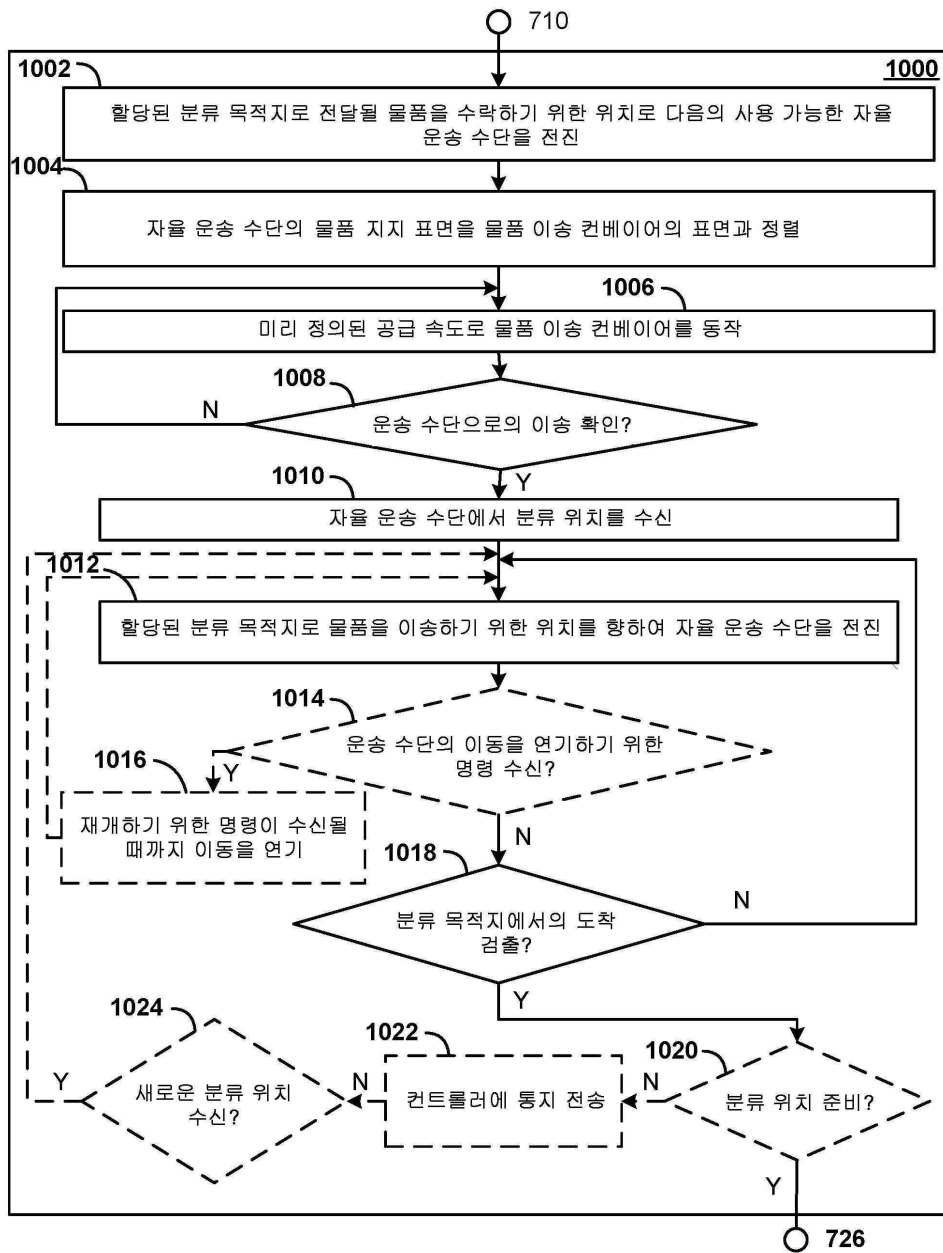 710
1002
1000
할당된 분류 목적지로 전달될 물품을 수락하기 위한 위치로 다음의 사용 가능한 자율
운송 수단을 전진
1004
자율 운송 수단의 물품 지지 표면을 물품 이송 컨베이어의 표면과 정렬
1006
미리 정의된 공급 속도로 물품 이송 컨베이어를 동작
1008
N
운송 수단으로의 이송 확인?
Y
1010
자율 운송 수단에서 분류 위치를 수신
1012
할당된 분류 목적지로 물품을 이송하기 위한 위치를 향하여 자율 운송 수단을 전진
1014
운송 수단의 이동을 연기하기 위한
명령 수신?
Y
1016
재개하기 위한 명령이 수신될
때까지 이동을 연기
N
1018
분류 목적지에서의 도착
검출?
N
Y
1024
1022
1020
Y
새로운 분류 위치
수신?
N
컨트롤러에 통지 전송
N
분류 위치 준비?
Y
726